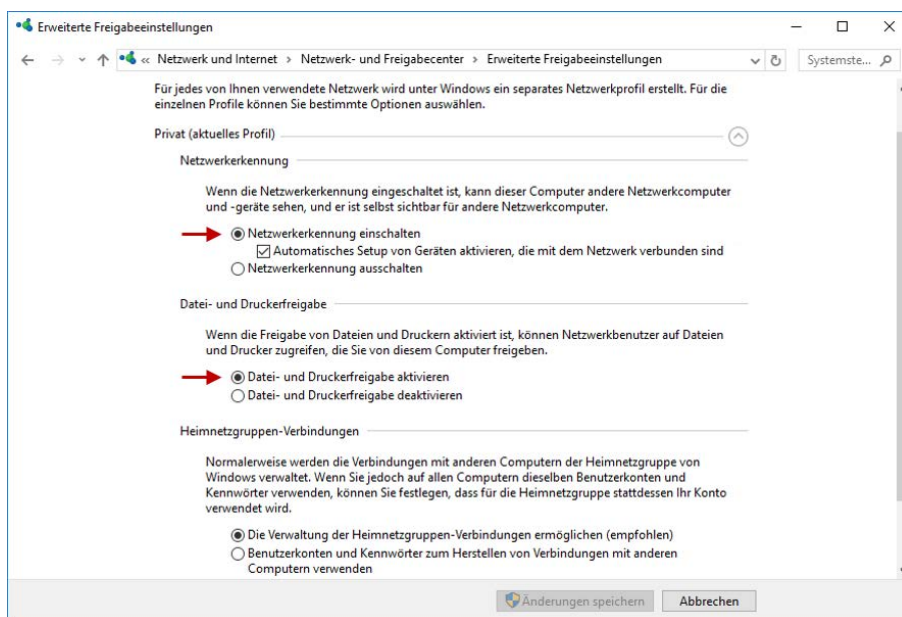 Erweiterte Freigabeeinstellungen
« Netzwerk und Internet > Netzwerk- und Freigabecenter > Erweiterte Freigabeeinstellungen
Systemste...
Für jedes von Ihnen verwendete Netzwerk wird unter Windows ein separates Netzwerkprofil erstellt. Für die
einzelnen Profile können Sie bestimmte Optionen auswählen.
Privat (aktuelles Profil)
Netzwerkerkennung
Wenn die Netzwerkerkennung eingeschaltet ist, kann dieser Computer andere Netzwerkcomputer
und -geräte sehen, und er ist selbst sichtbar für andere Netzwerkcomputer.
Netzwerkerkennung einschalten
Automatisches Setup von Geräten aktivieren, die mit dem Netzwerk verbunden sind
Netzwerkerkennung ausschalten
Datei- und Druckerfreigabe
Wenn die Freigabe von Dateien und Druckern aktiviert ist, können Netzwerkbenutzer auf Dateien
und Drucker zugreifen, die Sie von diesem Computer freigeben.
Datei- und Druckerfreigabe aktivieren
Datei- und Druckerfreigabe deaktivieren
Heimnetzgruppen-Verbindungen
Normalerweise werden die Verbindungen mit anderen Computern der Heimnetzgruppe von
Windows verwaltet. Wenn Sie jedoch auf allen Computern dieselben Benutzerkonten und
Kennwörter verwenden, können Sie festlegen, dass für die Heimnetzgruppe stattdessen Ihr Konto
verwendet wird.
Die Verwaltung der Heimnetzgruppen-Verbindungen ermöglichen (empfohlen)
Benutzerkonten und Kennwörter zum Herstellen von Verbindungen mit anderen
Computern verwenden
Änderungen speichern
Abbrechen